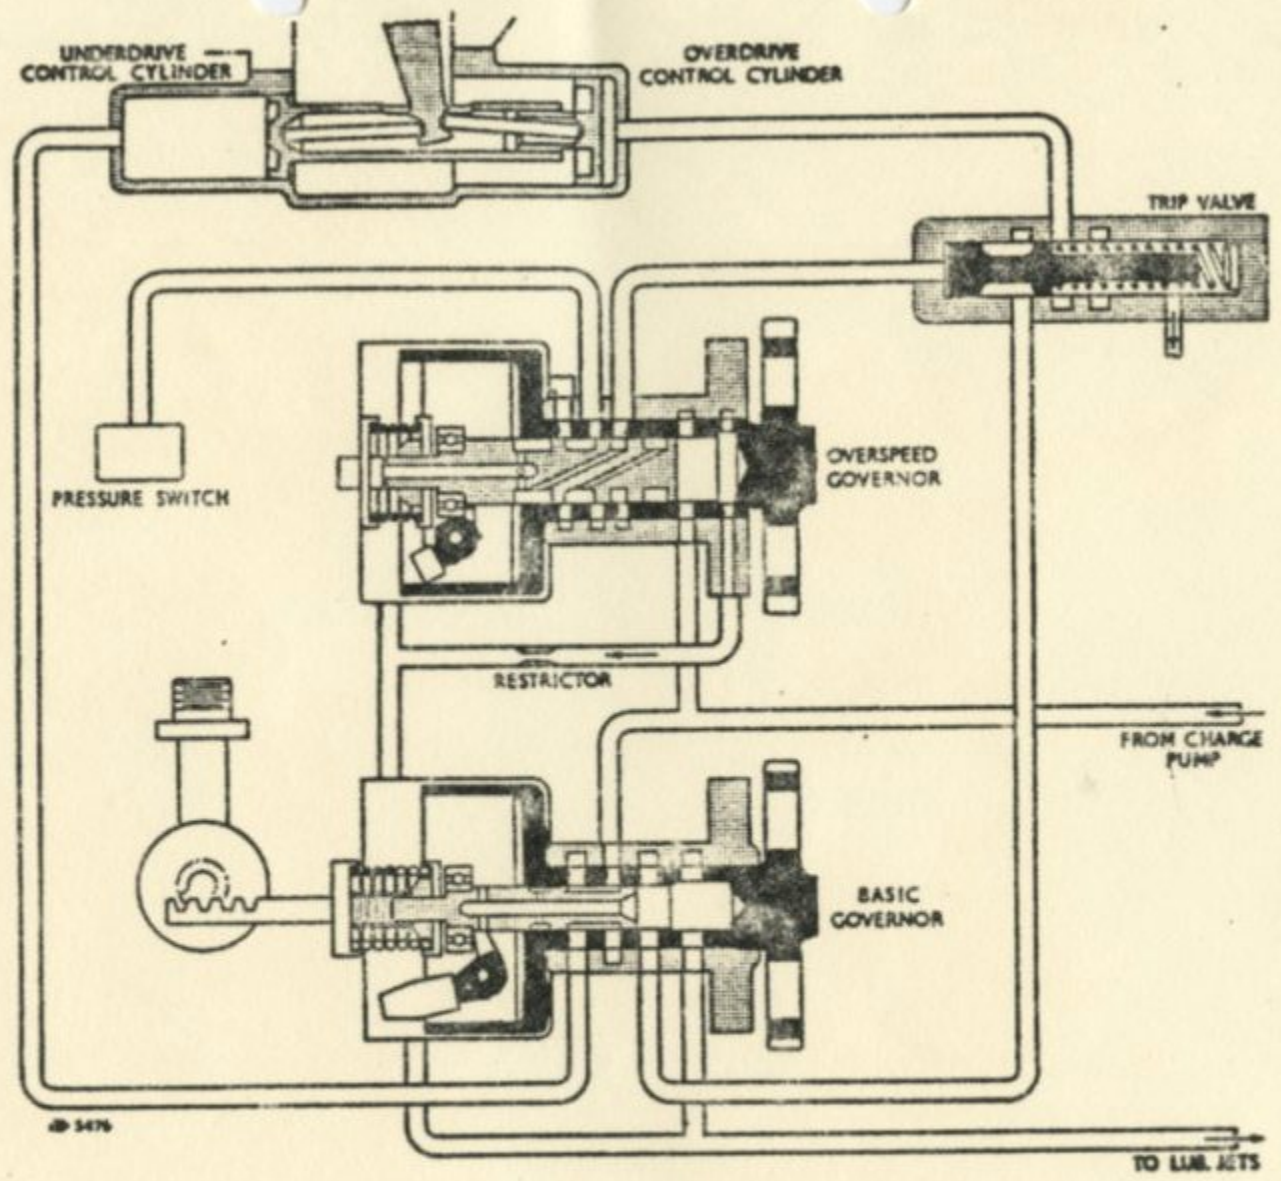 UNDERDRIVE
CONTROL CYLINDER
OVERDRIVE
CONTROL CYLINDER
TRIP VALVE
PRESSURE SWITCH
OVERSPEED
GOVERNOR
RESTRICTOR
FROM CHARGE
PUMP
BASIC
GOVERNOR
5476
TO LUB. JETS